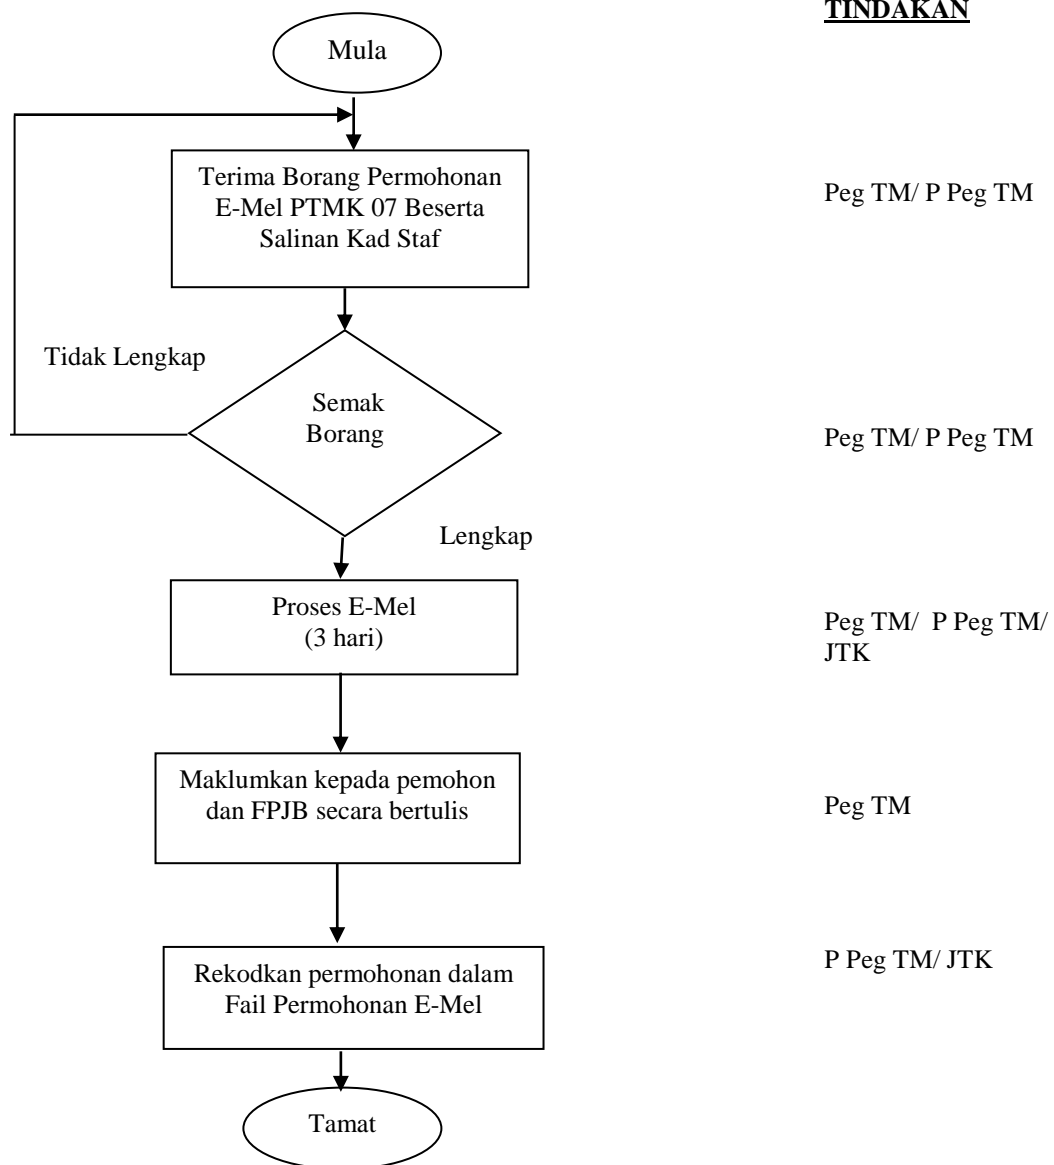 TINDAKAN
Mula
Terima Borang Permohonan
E-Mel PTMK 07 Beserta
Salinan Kad Staf
Peg TM/ P Peg TM
Tidak Lengkap
Semak
Borang
Peg TM/ P Peg TM
Lengkap
Proses E-Mel
(3 hari)
Peg TM/ P Peg TM/
JTK
Maklumkan kepada pemohon
dan FPJB secara bertulis
Peg TM
Rekodkan permohonan dalam
Fail Permohonan E-Mel
P Peg TM/ JTK
Tamat